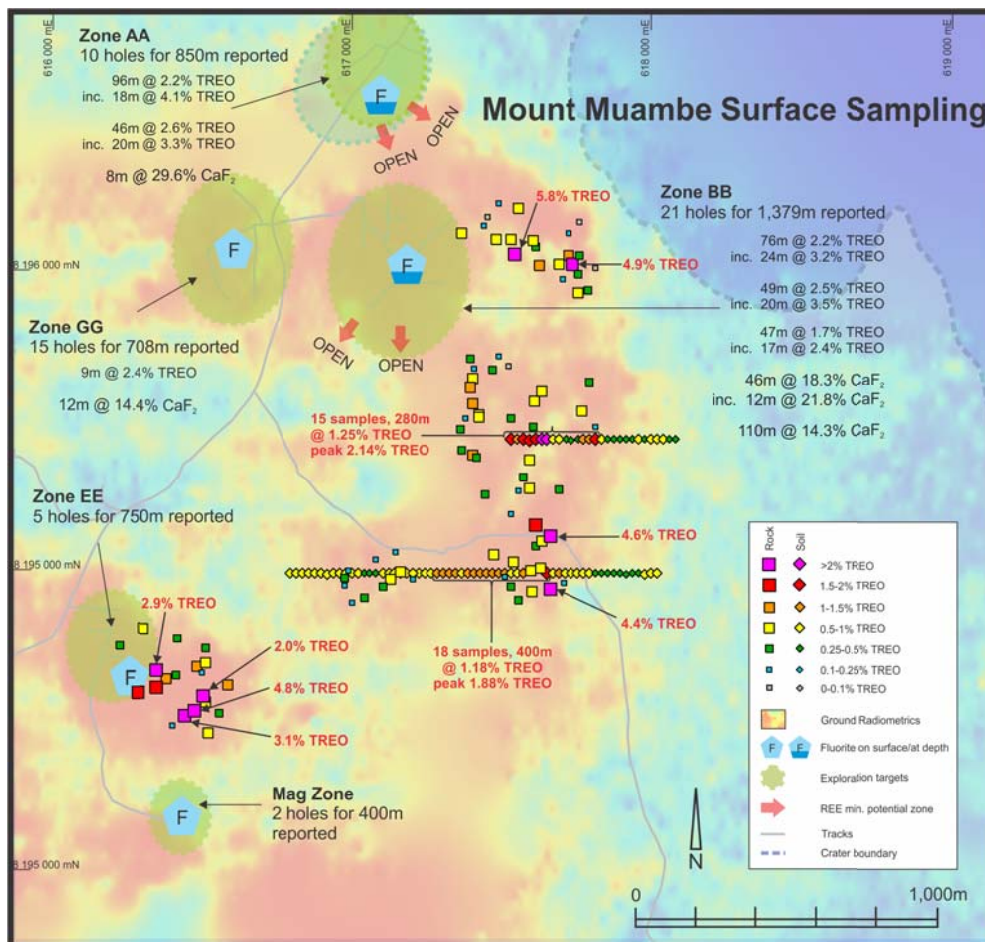 616 000 mE
617 000 mE
618 000 mE
619 000 mE
Mount Muambe Surface Sampling
Zone AA
10 holes for 850m reported
96m @ 2.2% TREO
inc. 18m @ 4.1% TREO
46m @ 2.6% TREO
inc. 20m @ 3.3% TREO
8m @ 29.6% CaF₂
F
OPEN
OPEN
Zone BB
21 holes for 1,379m reported
76m @ 2.2% TREO
inc. 24m @ 3.2% TREO
49m @ 2.5% TREO
inc. 20m @ 3.5% TREO
47m @ 1.7% TREO
inc. 17m @ 2.4% TREO
46m @ 18.3% CaF₂
inc. 12m @ 21.8% CaF₂
110m @ 14.3% CaF₂
5.8% TREO
4.9% TREO
8 196 000 mN
F
F
OPEN
OPEN
Zone GG
15 holes for 708m reported
9m @ 2.4% TREO
12m @ 14.4% CaF₂
15 samples, 280m
@ 1.25% TREO
peak 2.14% TREO
Zone EE
5 holes for 750m reported
4.6% TREO
8 195 000 mN
4.4% TREO
2.9% TREO
2.0% TREO
4.8% TREO
3.1% TREO
F
18 samples, 400m
@ 1.18% TREO
peak 1.88% TREO
Mag Zone
2 holes for 400m
reported
F
8 195 000 mN
Rock
Soil
>2% TREO
1.5-2% TREO
1-1.5% TREO
0.5-1% TREO
0.25-0.5% TREO
0.1-0.25% TREO
0-0.1% TREO
Ground Radiometrics
F F Fluorite on surface/at depth
Exploration targets
REE min. potential zone
Tracks
Crater boundary
N
0 1,000m